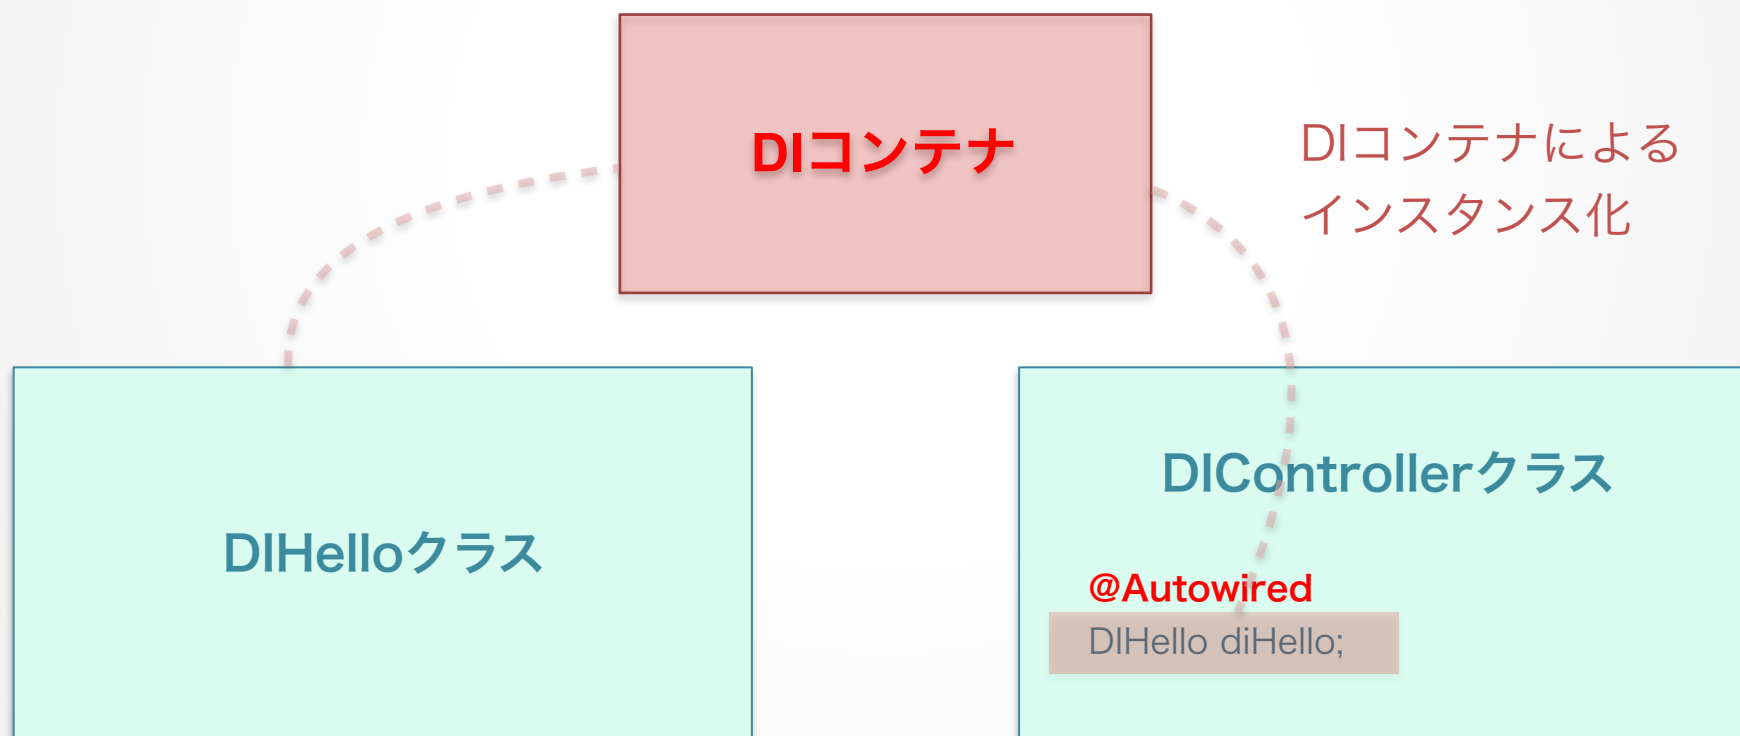 DIコンテナ
DIコンテナによる
インスタンス化
DIHelloクラス
DIControllerクラス
@Autowired
DIHello diHello;